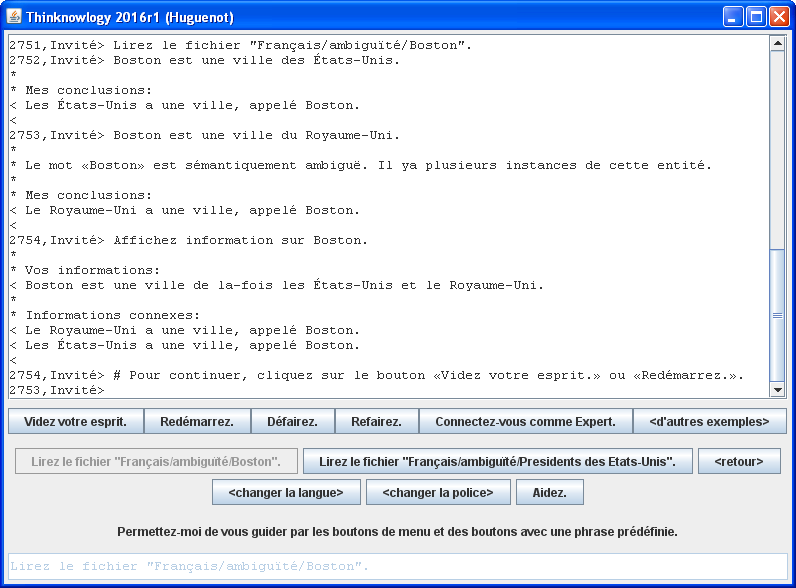 Thinknowlogy 2016r1 (Huguenot)
2751,Invité> Lirez le fichier "Français/ambiguïté/Boston".
2752,Invité> Boston est une ville des États-Unis.
*
* Mes conclusions:
< Les États-Unis a une ville, appelé Boston.
<
2753,Invité> Boston est une ville du Royaume-Uni.
*
* Le mot «Boston» est sémantiquement ambiguë. Il ya plusieurs instances de cette entité.
*
* Mes conclusions:
< Le Royaume-Uni a une ville, appelé Boston.
<
2754,Invité> Affichez information sur Boston.
*
* Vos informations:
< Boston est une ville de la-fois les États-Unis et le Royaume-Uni.
*
* Informations connexes:
< Le Royaume-Uni a une ville, appelé Boston.
< Les États-Unis a une ville, appelé Boston.
<
2754,Invité> # Pour continuer, cliquez sur le bouton «Videz votre esprit.» ou «Redémarrez.».
2753,Invité>
Videz votre esprit. Redémarrez. Défairez. Refairez. Connectez-vous comme Expert. <d'autres exemples>
Lirez le fichier "Français/ambiguïté/Boston". Lirez le fichier "Français/ambiguïté/Presidents des Etats-Unis". <retour>
<changer la langue> <changer la police> Aidez.
Permettez-moi de vous guider par les boutons de menu et des boutons avec une phrase prédéfinie.
Lirez le fichier "Français/ambiguïté/Boston".